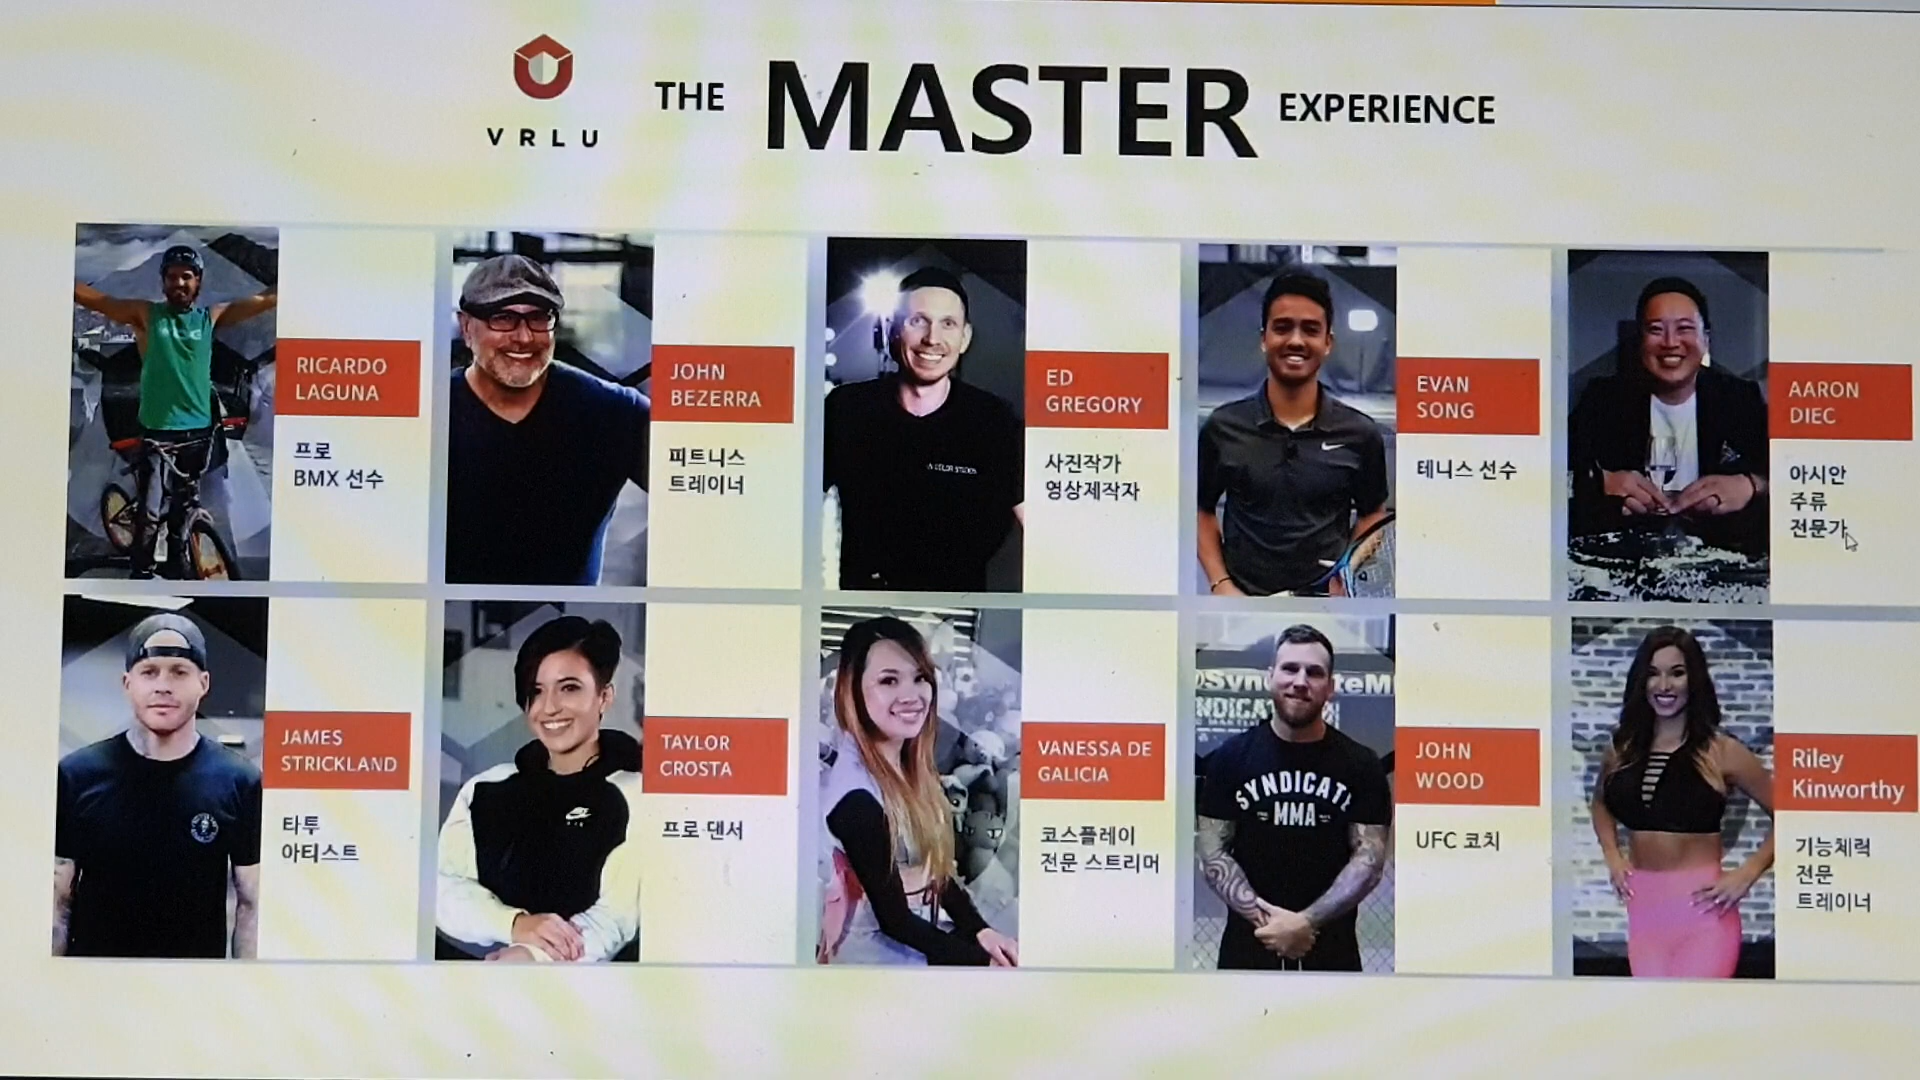 VRLU
THE MASTER EXPERIENCE
RICARDO
LAGUNA
프로
BMX 선수
JOHN
BEZERRA
피트니스
트레이너
ED
GREGORY
사진작가
영상제작자
EVAN
SONG
테니스 선수
AARON
DIEC
아시안
주류
전문가
JAMES
STRICKLAND
타투
아티스트
TAYLOR
CROSTA
프로 댄서
VANESSA DE
GALICIA
코스플레이
전문 스트리머
SYNDICATE
MMA
JOHN
WOOD
UFC 코치
Riley
Kinworthy
기능체력
전문
트레이너